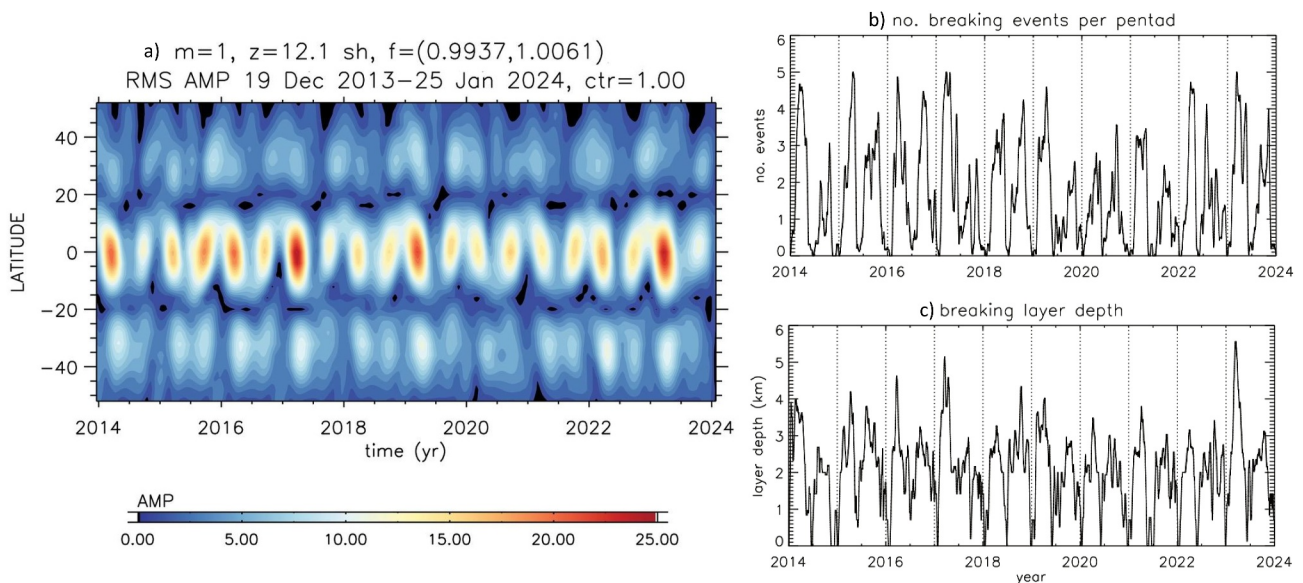 a) m=1, z=12.1 sh, f=(0.9937,1.0061)
RMS AMP 19 Dec 2013–25 Jan 2024, ctr=1.00
LATITUDE
40
20
0
−20
−40
2014 2016 2018 2020 2022 2024
time (yr)
AMP
0.00 5.00 10.00 15.00 20.00 25.00
b) no. breaking events per pentad
no. events
6
5
4
3
2
1
0
2014 2016 2018 2020 2022 2024
c) breaking layer depth
layer depth (km)
6
5
4
3
2
1
0
2014 2016 2018 2020 2022 2024
year